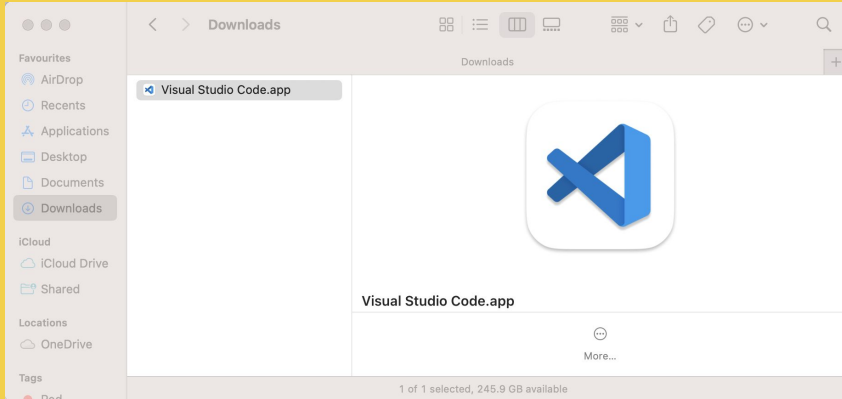 Downloads
Favourites
AirDrop
Recents
Applications
Desktop
Documents
Downloads
iCloud
iCloud Drive
Shared
Locations
OneDrive
Tags
Red
Downloads
+
Visual Studio Code.app
Visual Studio Code.app
More...
1 of 1 selected, 245.9 GB available